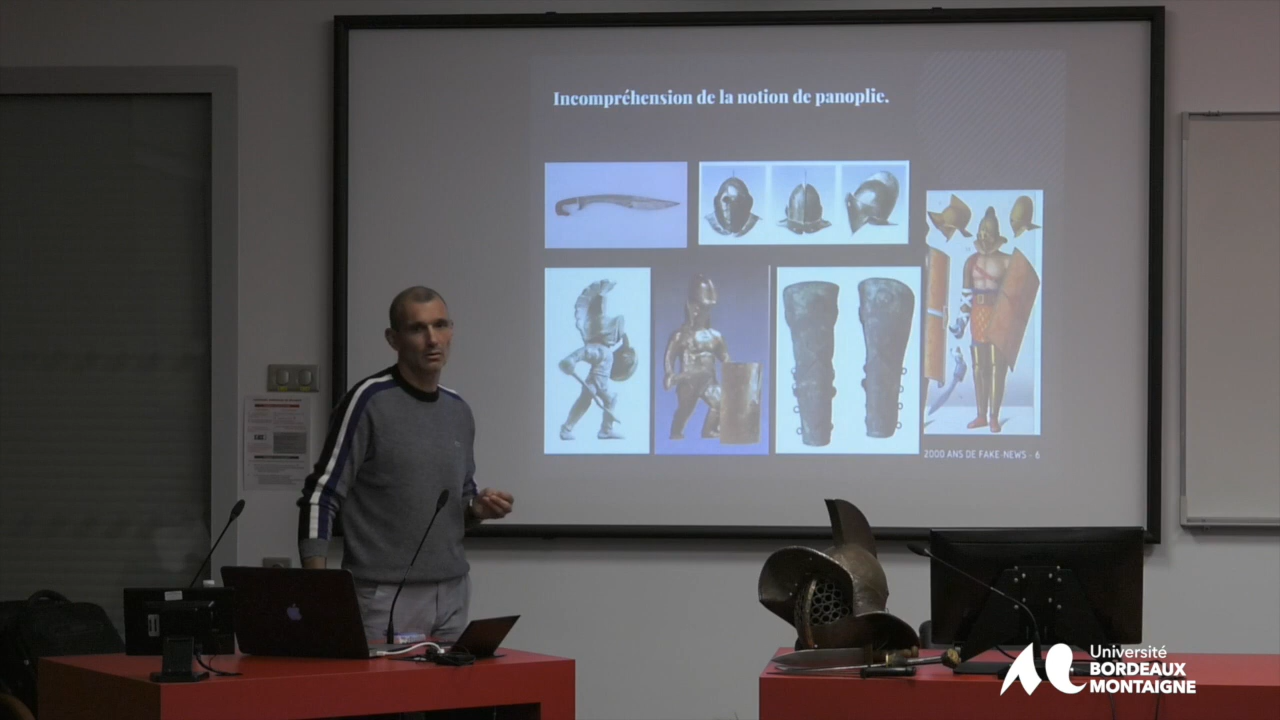 Incompréhension de la notion de panoplie.
2000 ANS DE FAKE-NEWS - 6
Université
BORDEAUX
MONTAIGNE